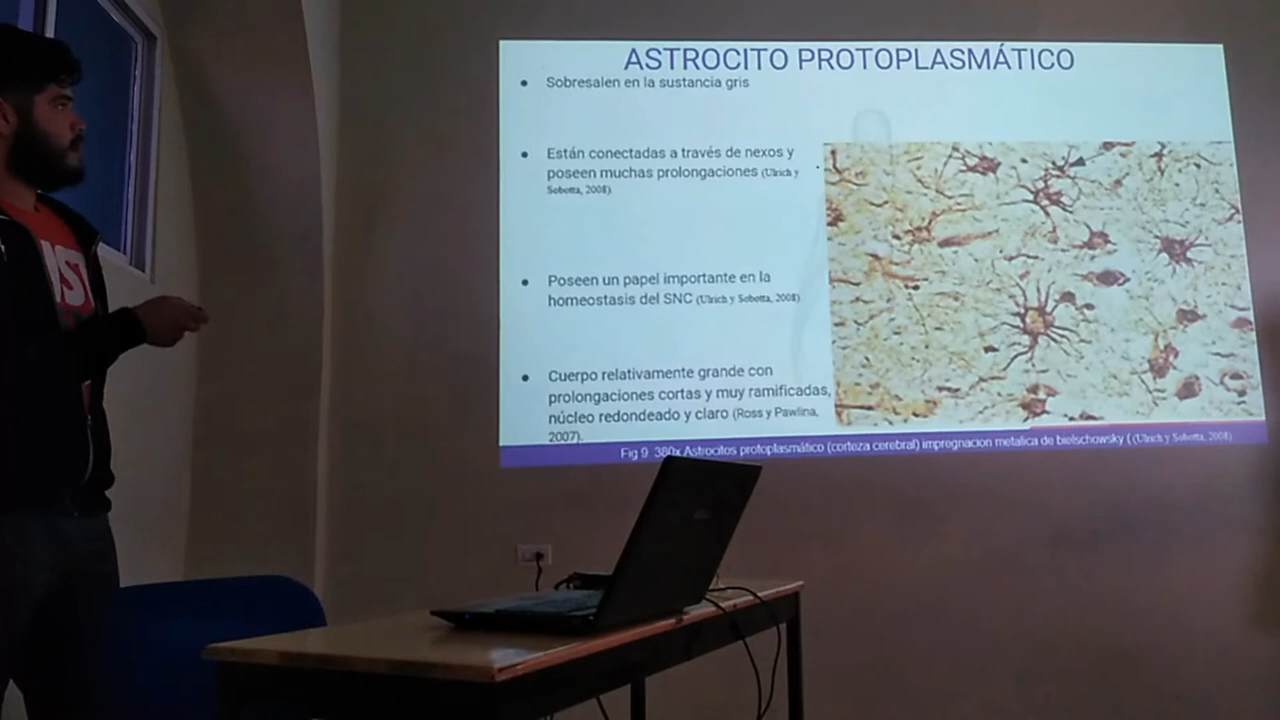 ASTROCITO PROTOPLASMÁTICO
● Sobresalen en la sustancia gris
● Están conectadas a través de nexos y
poseen muchas prolongaciones (Ulrich y
Sobotta, 2008).
● Poseen un papel importante en la
homeostasis del SNC (Ulrich y Sobotta, 2008)
● Cuerpo relativamente grande con
prolongaciones cortas y muy ramificadas,
núcleo redondeado y claro (Ross y Pawlina,
2007).
Fig 9. 380x Astrocitos protoplasmático (corteza cerebral) impregnacion metalica de bielschowsky ( (Ulrich y Sobotta, 2008)